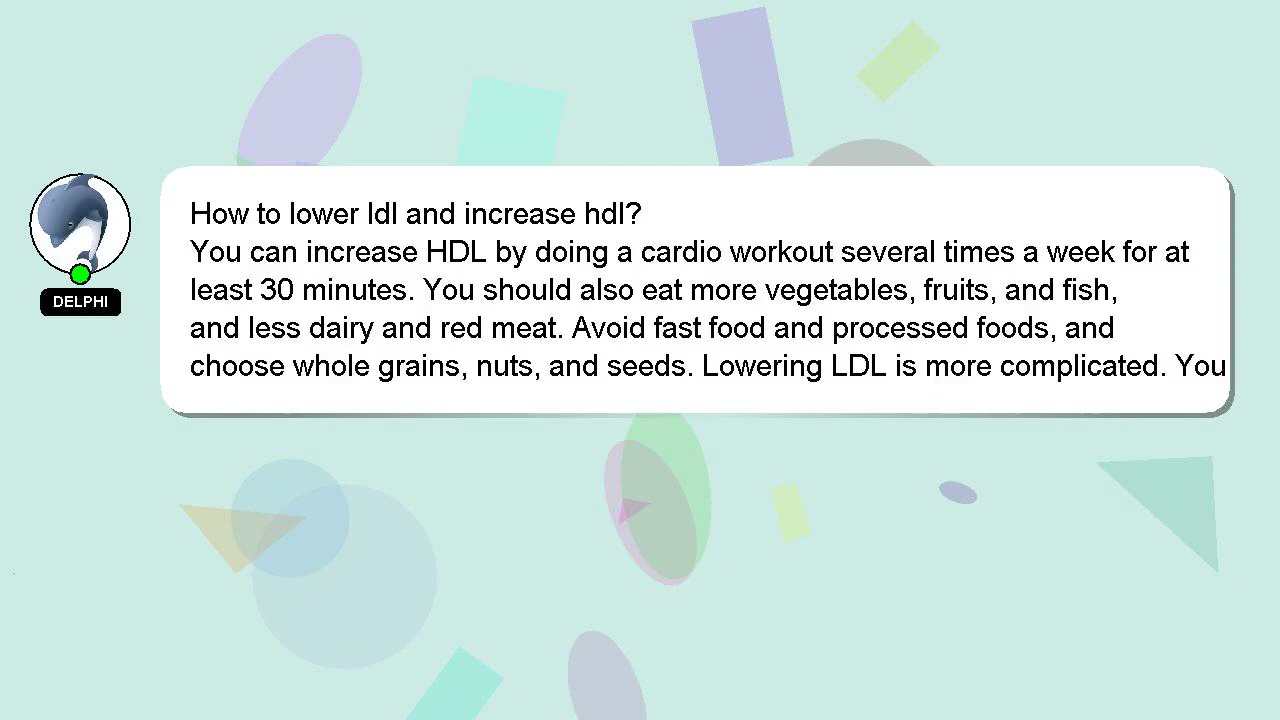 How to lower ldl and increase hdl?
You can increase HDL by doing a cardio workout several times a week for at
least 30 minutes. You should also eat more vegetables, fruits, and fish,
and less dairy and red meat. Avoid fast food and processed foods, and
choose whole grains, nuts, and seeds. Lowering LDL is more complicated. You
DELPHI